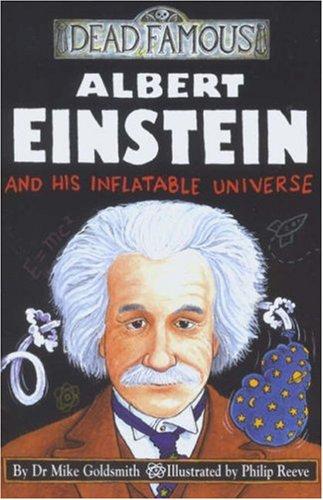 DEAD FAMOUS
ALBERT
EINSTEIN
AND HIS INFLATABLE UNIVERSE
E=mc²
By Dr Mike Goldsmith Illustrated by Philip Reeve